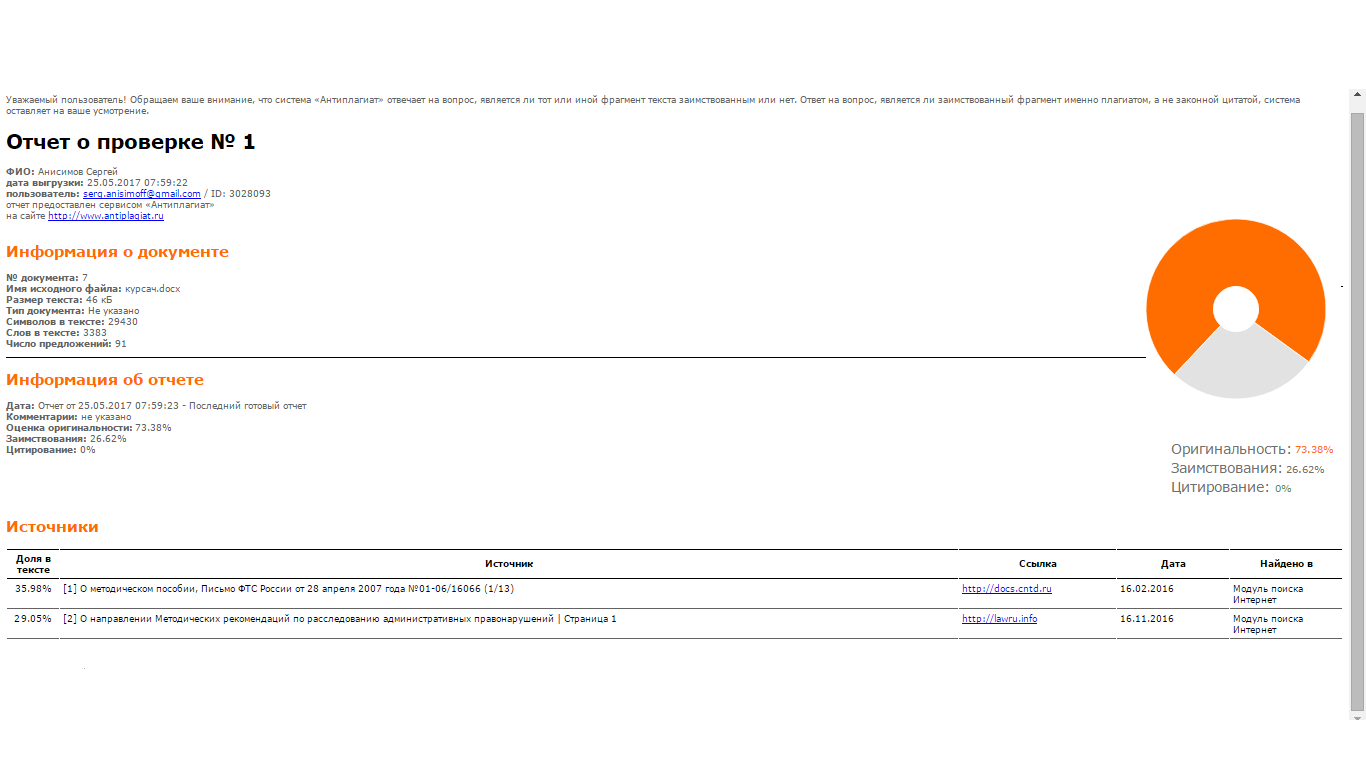 Уважаемый пользователь! Обращаем ваше внимание, что система «Антиплагиат» отвечает на вопрос, является ли тот или иной фрагмент текста заимствованным или нет. Ответ на вопрос, является ли заимствованный фрагмент именно плагиатом, а не законной цитатой, система
оставляет на ваше усмотрение.
Отчет о проверке № 1
ФИО: Анисимов Сергей
дата выгрузки: 25.05.2017 07:59:22
пользователь: serg.anisimoff@gmail.com / ID: 3028093
отчет предоставлен сервисом «Антиплагиат»
на сайте http://www.antiplagiat.ru
Информация о документе
№ документа: 7
Имя исходного файла: курсач.docx
Размер текста: 46 кБ
Тип документа: Не указано
Символов в тексте: 29430
Слов в тексте: 3383
Число предложений: 91
Информация об отчете
Дата: Отчет от 25.05.2017 07:59:23 - Последний готовый отчет
Комментарии: не указано
Оценка оригинальности: 73.38%
Заимствования: 26.62%
Цитирование: 0%
Оригинальность: 73.38%
Заимствования: 26.62%
Цитирование: 0%
Источники
Доля в тексте Источник Ссылка Дата Найдено в
35.98% [1] О методическом пособии, Письмо ФТС России от 28 апреля 2007 года №01-06/16066 (1/13) http://docs.cntd.ru 16.02.2016 Модуль поиска
Интернет
29.05% [2] О направлении Методических рекомендаций по расследованию административных правонарушений | Страница 1 http://lawru.info 16.11.2016 Модуль поиска
Интернет